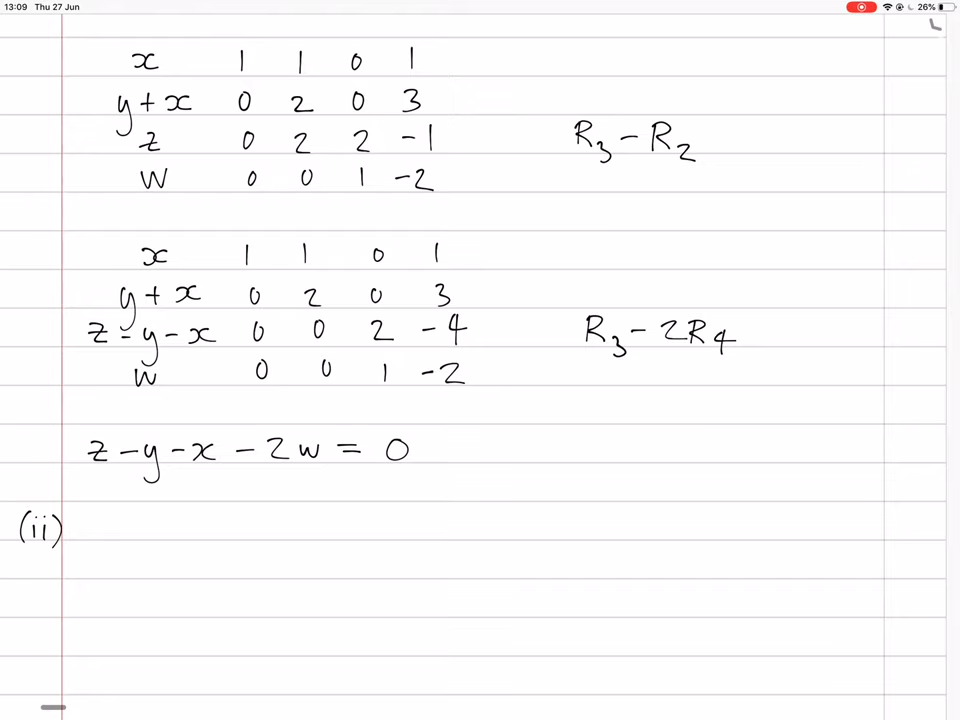 13:09 Thu 27 Jun 26%
x 1 1 0 1
y + x 0 2 0 3
z 0 2 2 -1 R₃ - R₂
w 0 0 1 -2
x 1 1 0 1
y + x 0 2 0 3
z - y - x 0 0 2 -4 R₃ - 2R₄
w 0 0 1 -2
z - y - x - 2w = 0
(ii)